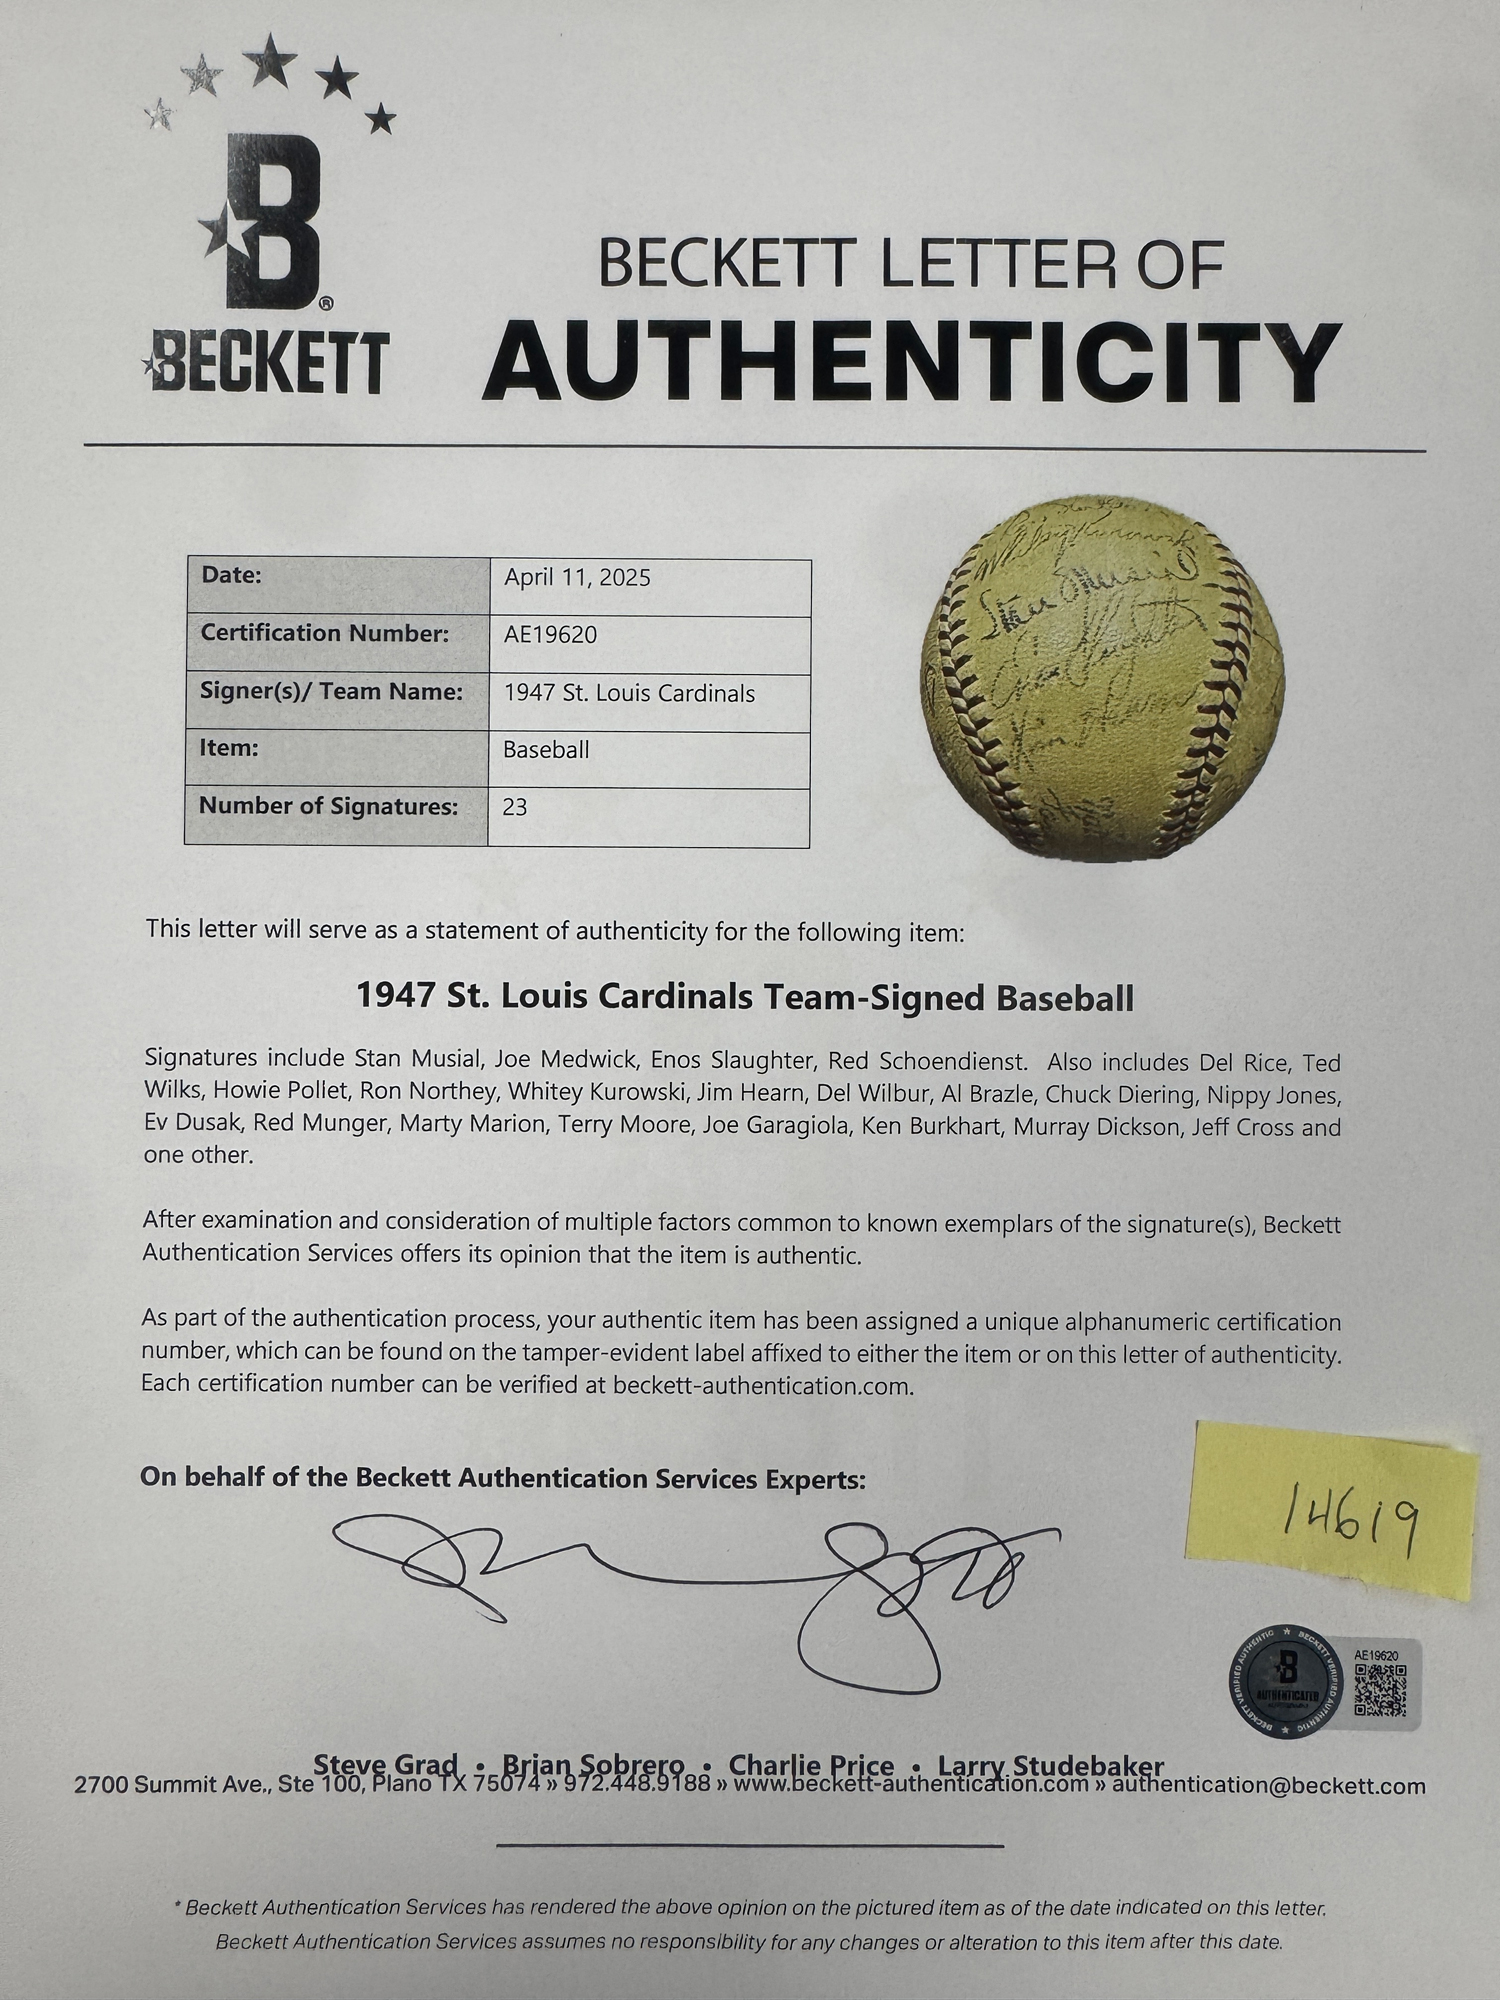 BECKETT
BECKETT LETTER OF
AUTHENTICITY
Date: April 11, 2025
Certification Number: AE19620
Signer(s)/ Team Name: 1947 St. Louis Cardinals
Item: Baseball
Number of Signatures: 23
Whitey Kurowski
Stan Musial
This letter will serve as a statement of authenticity for the following item:
1947 St. Louis Cardinals Team-Signed Baseball
Signatures include Stan Musial, Joe Medwick, Enos Slaughter, Red Schoendienst. Also includes Del Rice, Ted
Wilks, Howie Pollet, Ron Northey, Whitey Kurowski, Jim Hearn, Del Wilbur, Al Brazle, Chuck Diering, Nippy Jones,
Ev Dusak, Red Munger, Marty Marion, Terry Moore, Joe Garagiola, Ken Burkhart, Murray Dickson, Jeff Cross and
one other.
After examination and consideration of multiple factors common to known exemplars of the signature(s), Beckett
Authentication Services offers its opinion that the item is authentic.
As part of the authentication process, your authentic item has been assigned a unique alphanumeric certification
number, which can be found on the tamper-evident label affixed to either the item or on this letter of authenticity.
Each certification number can be verified at beckett-authentication.com.
On behalf of the Beckett Authentication Services Experts:
14619
BECKETT VERIFIED AUTHENTIC ★ BECKETT VERIFIED AUTHENTIC ★
B
AUTHENTICATED
AE19620
Steve Grad • Brian Sobrero • Charlie Price • Larry Studebaker
2700 Summit Ave., Ste 100, Plano TX 75074 » 972.448.9188 » www.beckett-authentication.com » authentication@beckett.com
* Beckett Authentication Services has rendered the above opinion on the pictured item as of the date indicated on this letter.
Beckett Authentication Services assumes no responsibility for any changes or alteration to this item after this date.